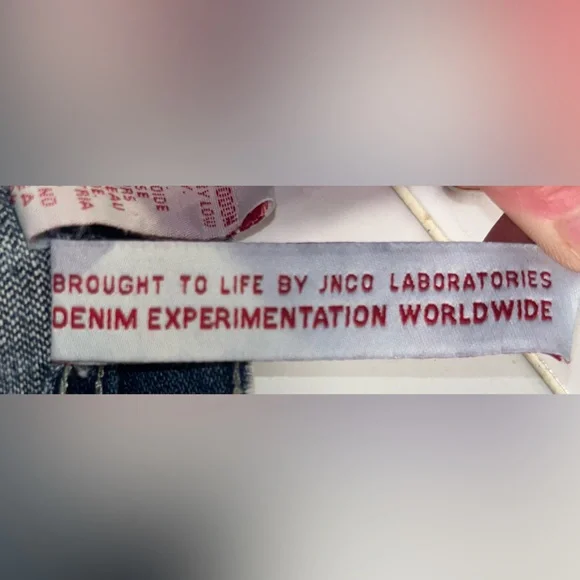 BROUGHT TO LIFE BY JNCO LABORATORIES
DENIM EXPERIMENTATION WORLDWIDE